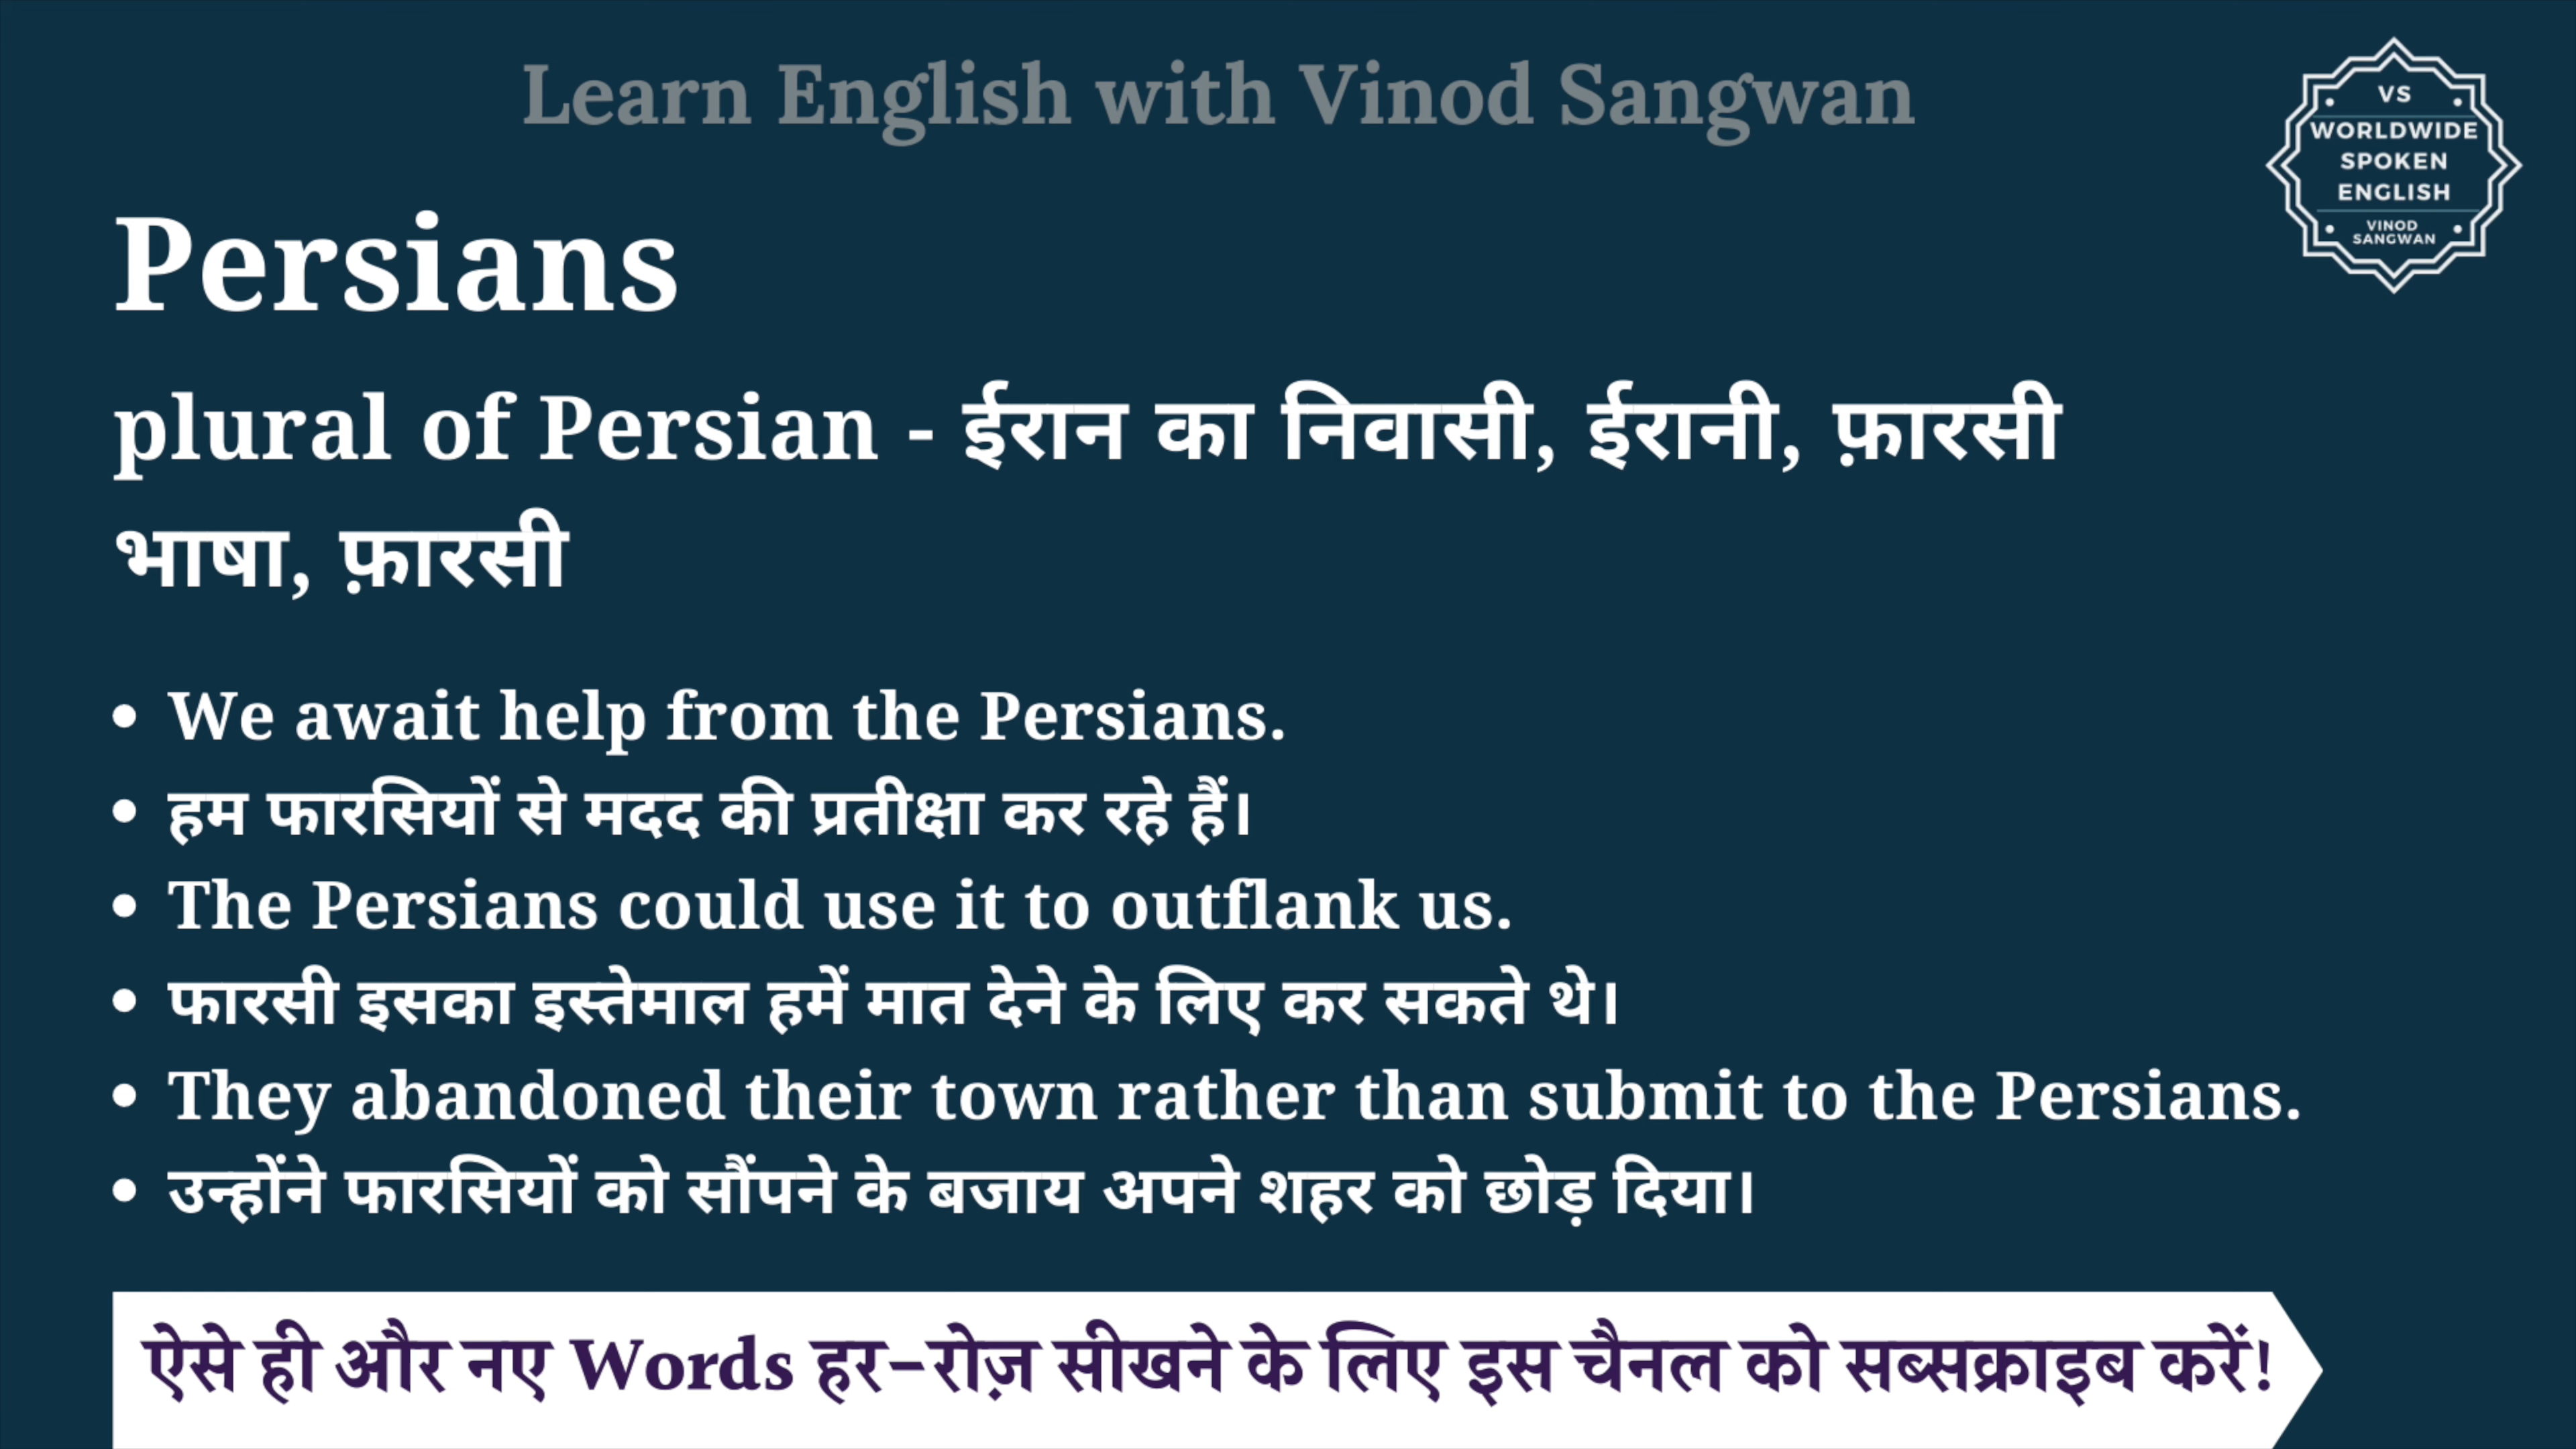 Learn English with Vinod Sangwan
VS
WORLDWIDE
SPOKEN
ENGLISH
VINOD
SANGWAN
Persians
plural of Persian - ईरान का निवासी, ईरानी, फ़ारसी
भाषा, फ़ारसी
• We await help from the Persians.
• हम फारसियों से मदद की प्रतीक्षा कर रहे हैं।
• The Persians could use it to outflank us.
• फारसी इसका इस्तेमाल हमें मात देने के लिए कर सकते थे।
• They abandoned their town rather than submit to the Persians.
• उन्होंने फारसियों को सौंपने के बजाय अपने शहर को छोड़ दिया।
ऐसे ही और नए Words हर-रोज़ सीखने के लिए इस चैनल को सब्सक्राइब करें!